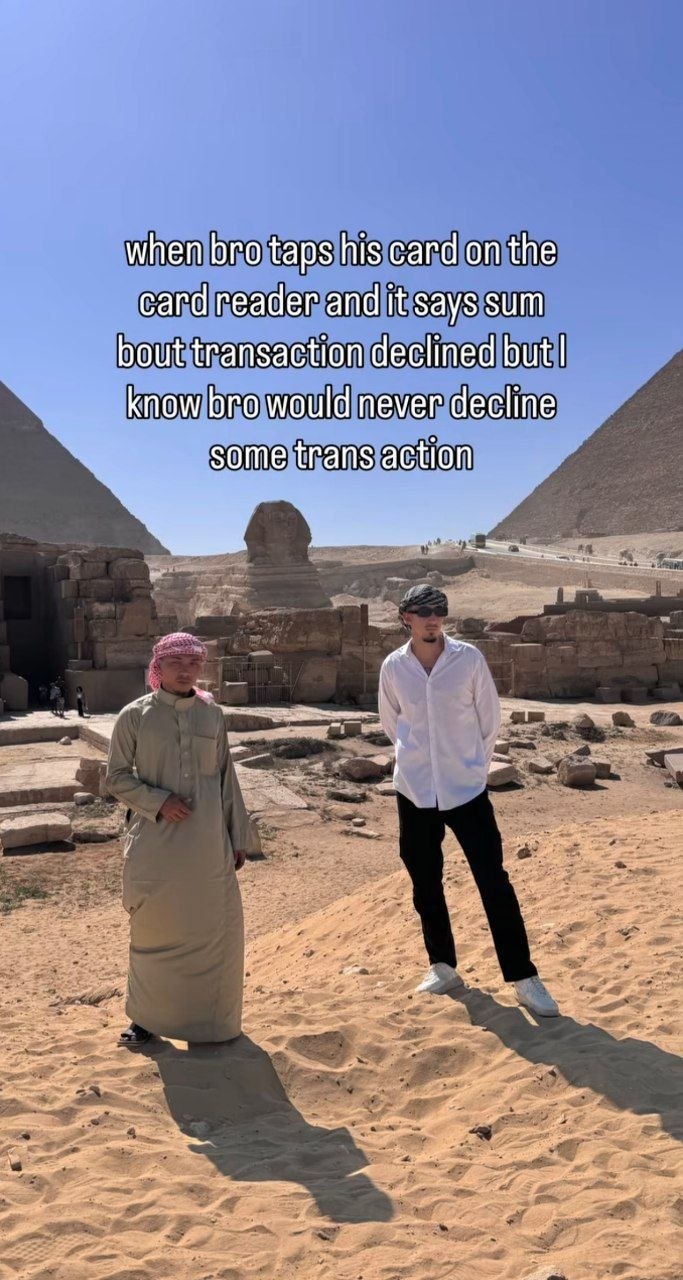 when bro taps his card on the
card reader and it says sum
bout transaction declined but I
know bro would never decline
some trans action